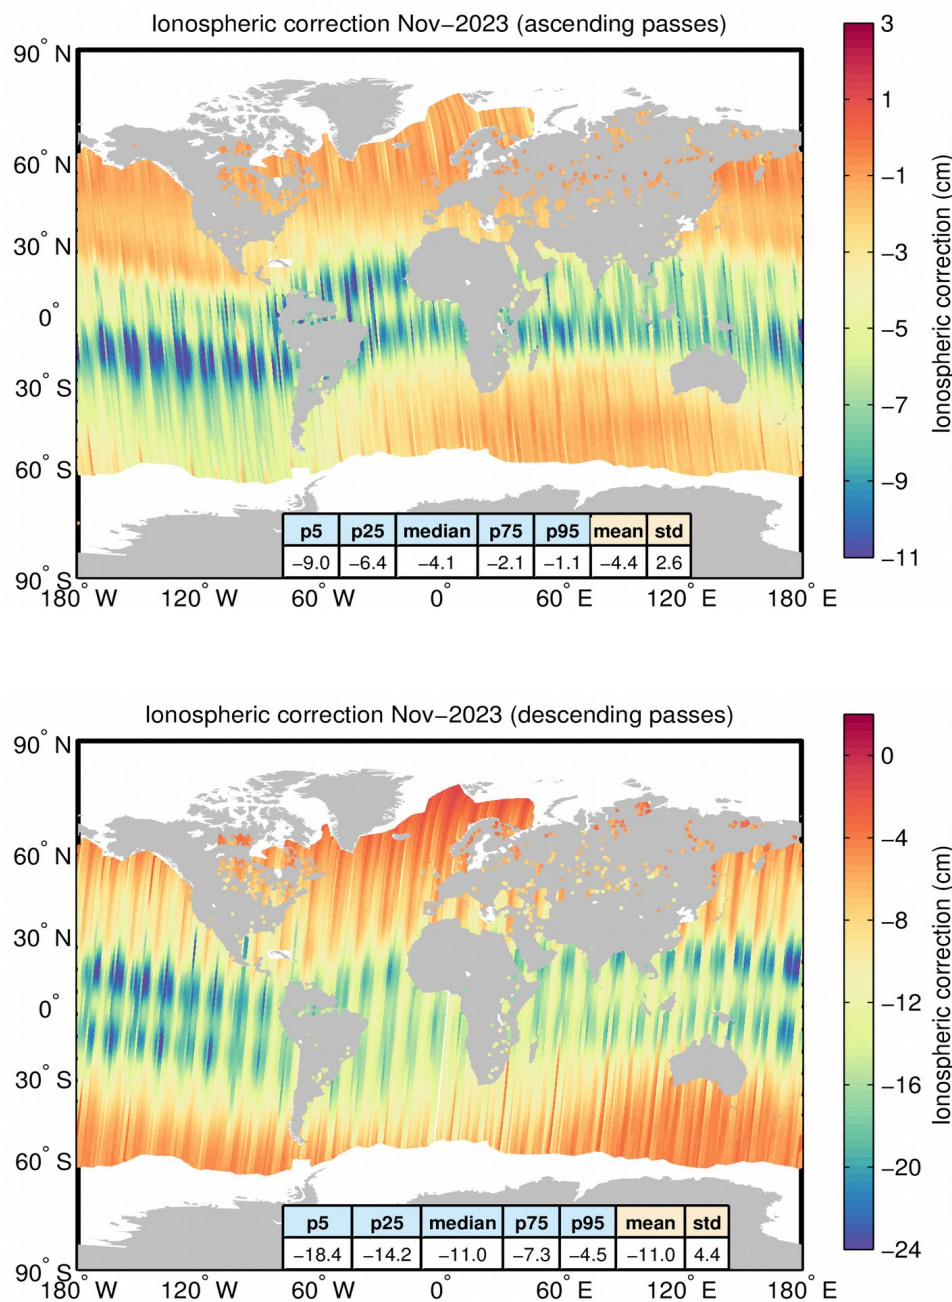 Ionospheric correction Nov−2023 (ascending passes)
90° N
60° N
30° N
0°
30° S
60° S
90° S
180° W 120° W 60° W 0° 60° E 120° E 180° E
p5 p25 median p75 p95 mean std
−9.0 −6.4 −4.1 −2.1 −1.1 −4.4 2.6
3
1
−1
−3
−5
−7
−9
−11
Ionospheric correction (cm)
Ionospheric correction Nov−2023 (descending passes)
90° N
60° N
30° N
0°
30° S
60° S
90° S
180° W 120° W 60° W 0° 60° E 120° E 180° E
p5 p25 median p75 p95 mean std
−18.4 −14.2 −11.0 −7.3 −4.5 −11.0 4.4
0
−4
−8
−12
−16
−20
−24
Ionospheric correction (cm)